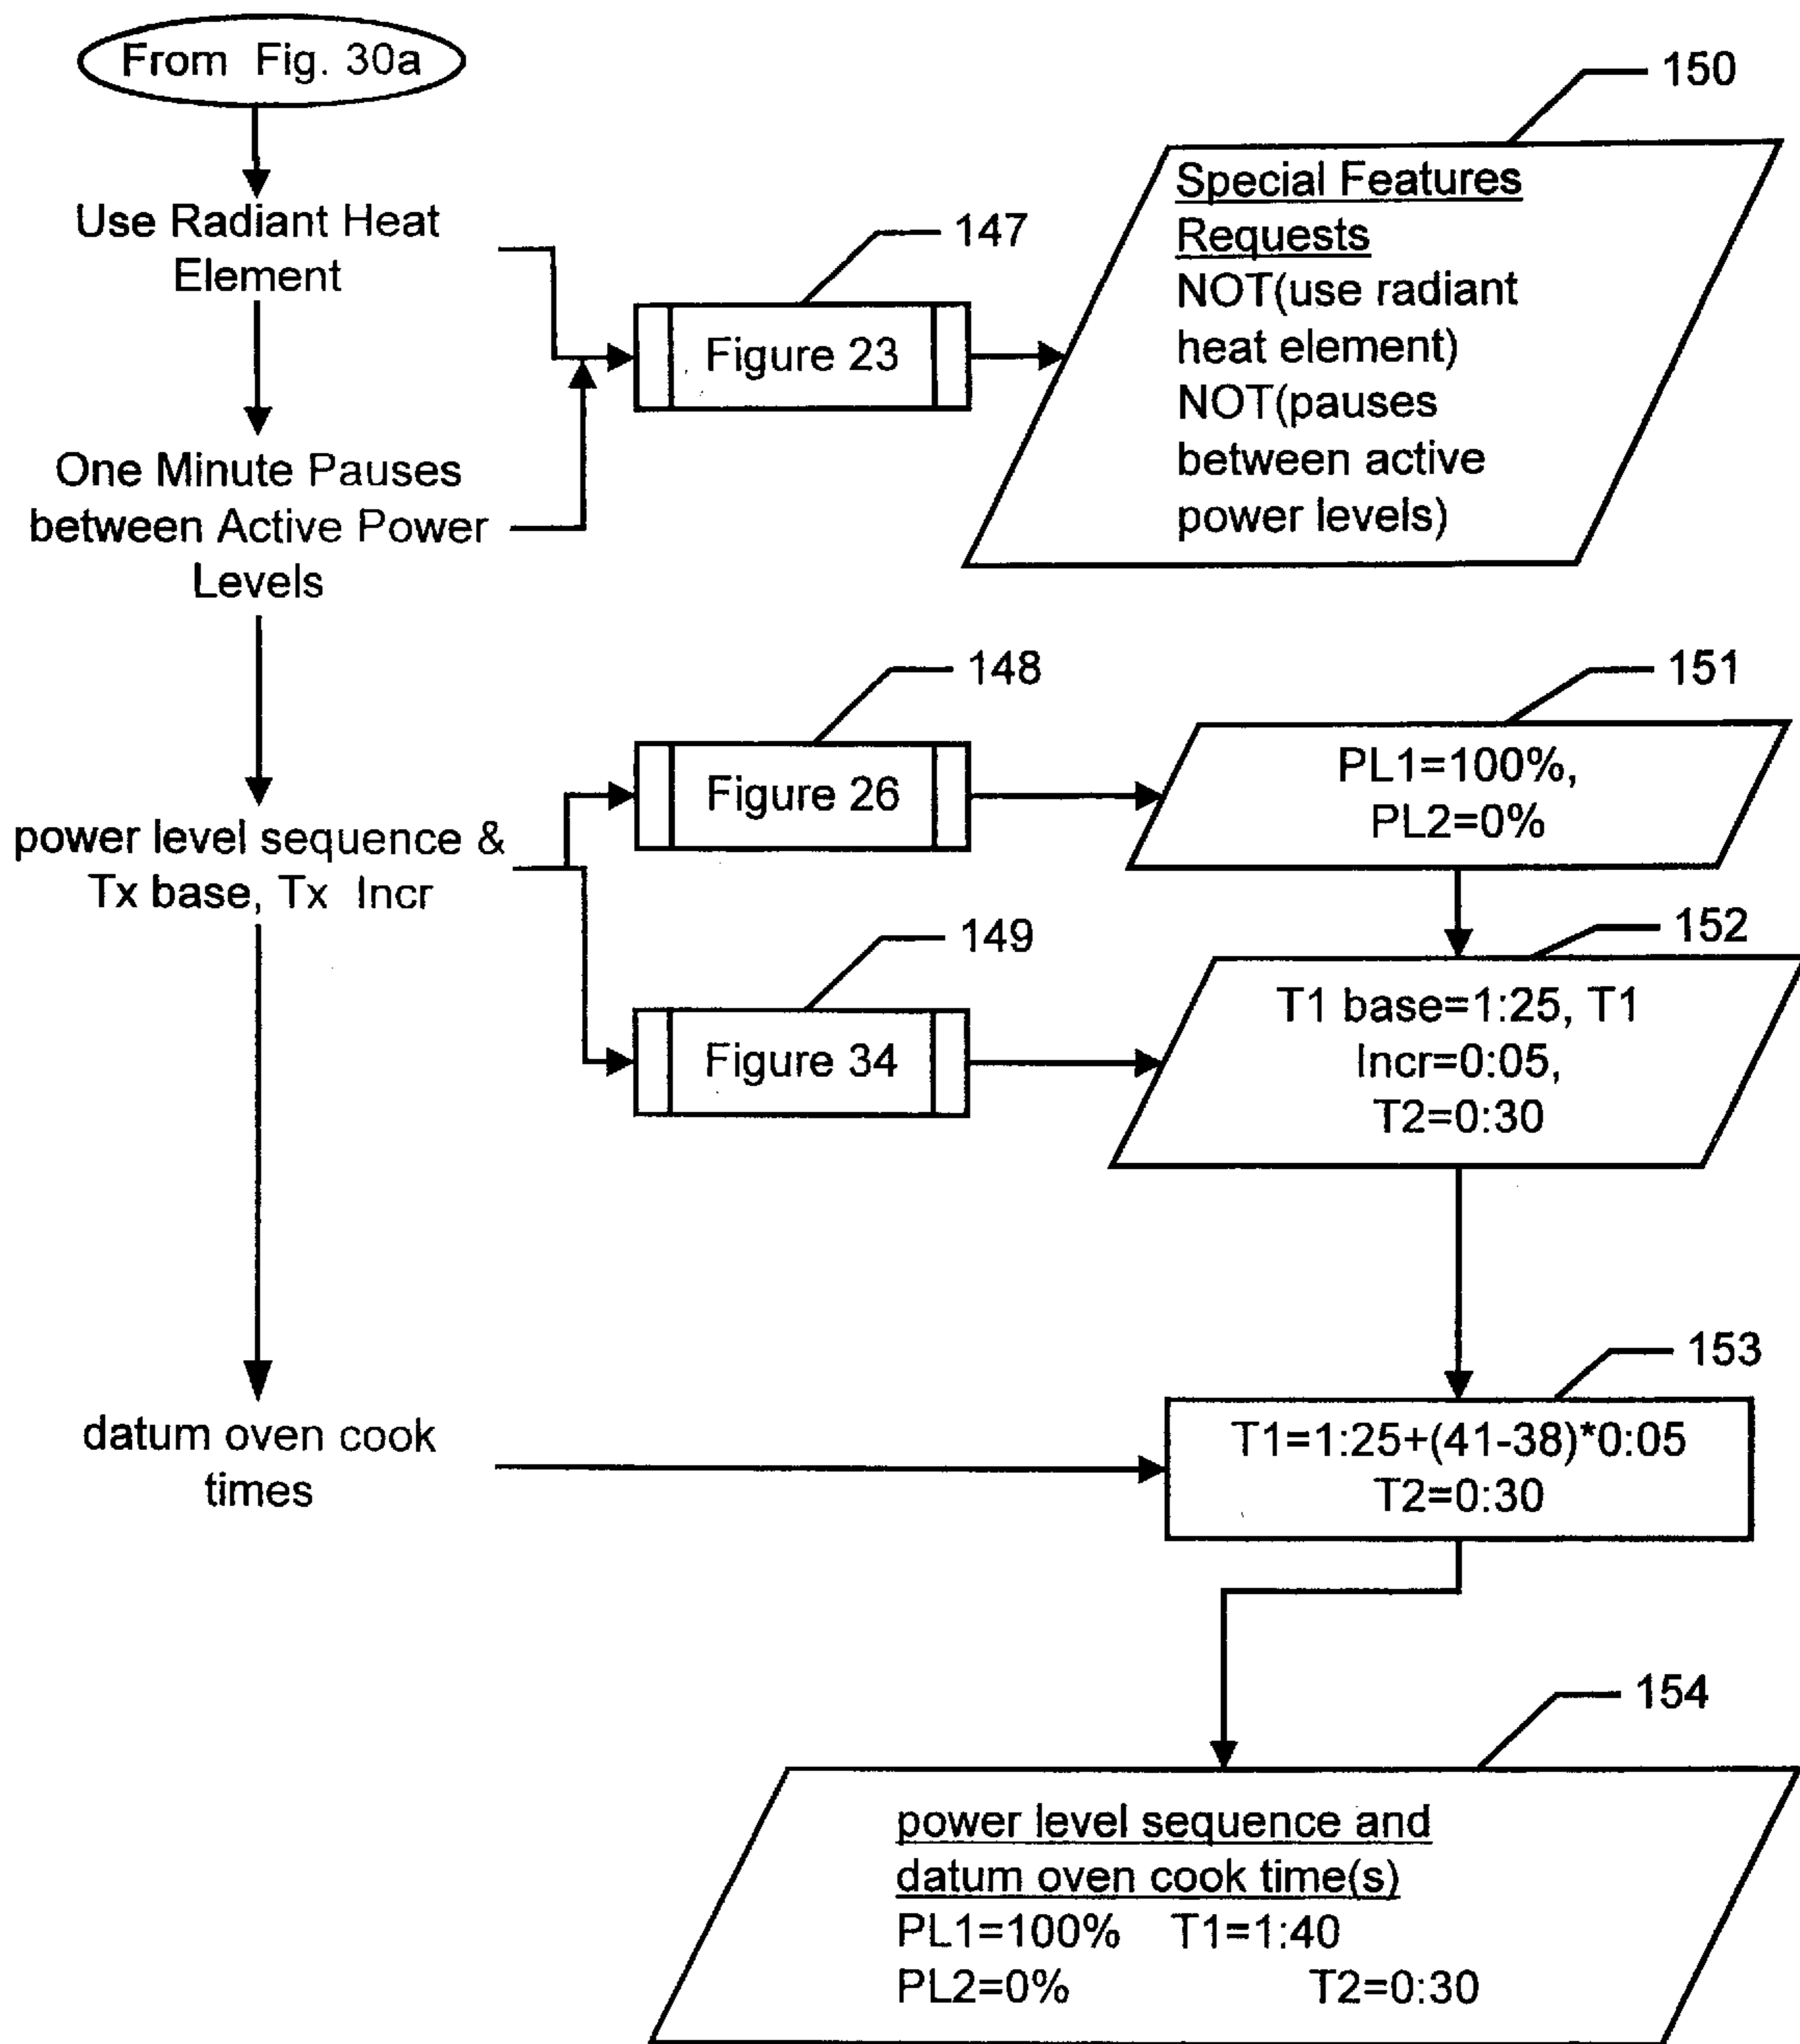 From Fig. 30a
150
Special Features
Requests
NOT(use radiant
heat element)
NOT(pauses
between active
power levels)
Use Radiant Heat
Element
147
Figure 23
One Minute Pauses
between Active Power
Levels
148
Figure 26
151
PL1=100%,
PL2=0%
power level sequence &
Tx base, Tx Incr
149
Figure 34
152
T1 base=1:25, T1
Incr=0:05,
T2=0:30
153
datum oven cook
times
T1=1:25+(41-38)*0:05
T2=0:30
154
power level sequence and
datum oven cook time(s)
PL1=100% T1=1:40
PL2=0% T2=0:30